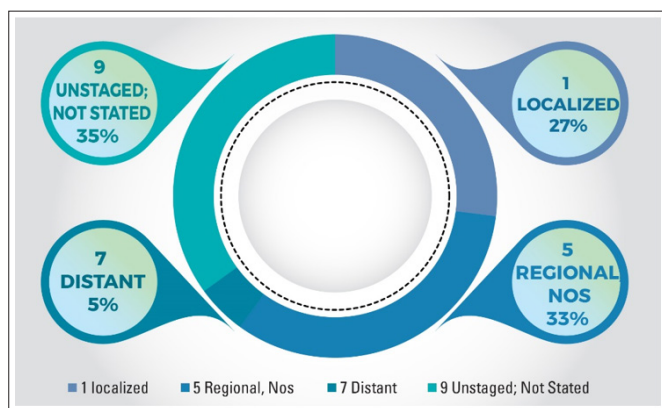 9
UNSTAGED;
NOT STATED
35%
1
LOCALIZED
27%
7
DISTANT
5%
5
REGIONAL,
NOS
33%
1 localized
5 Regional, Nos
7 Distant
9 Unstaged; Not Stated